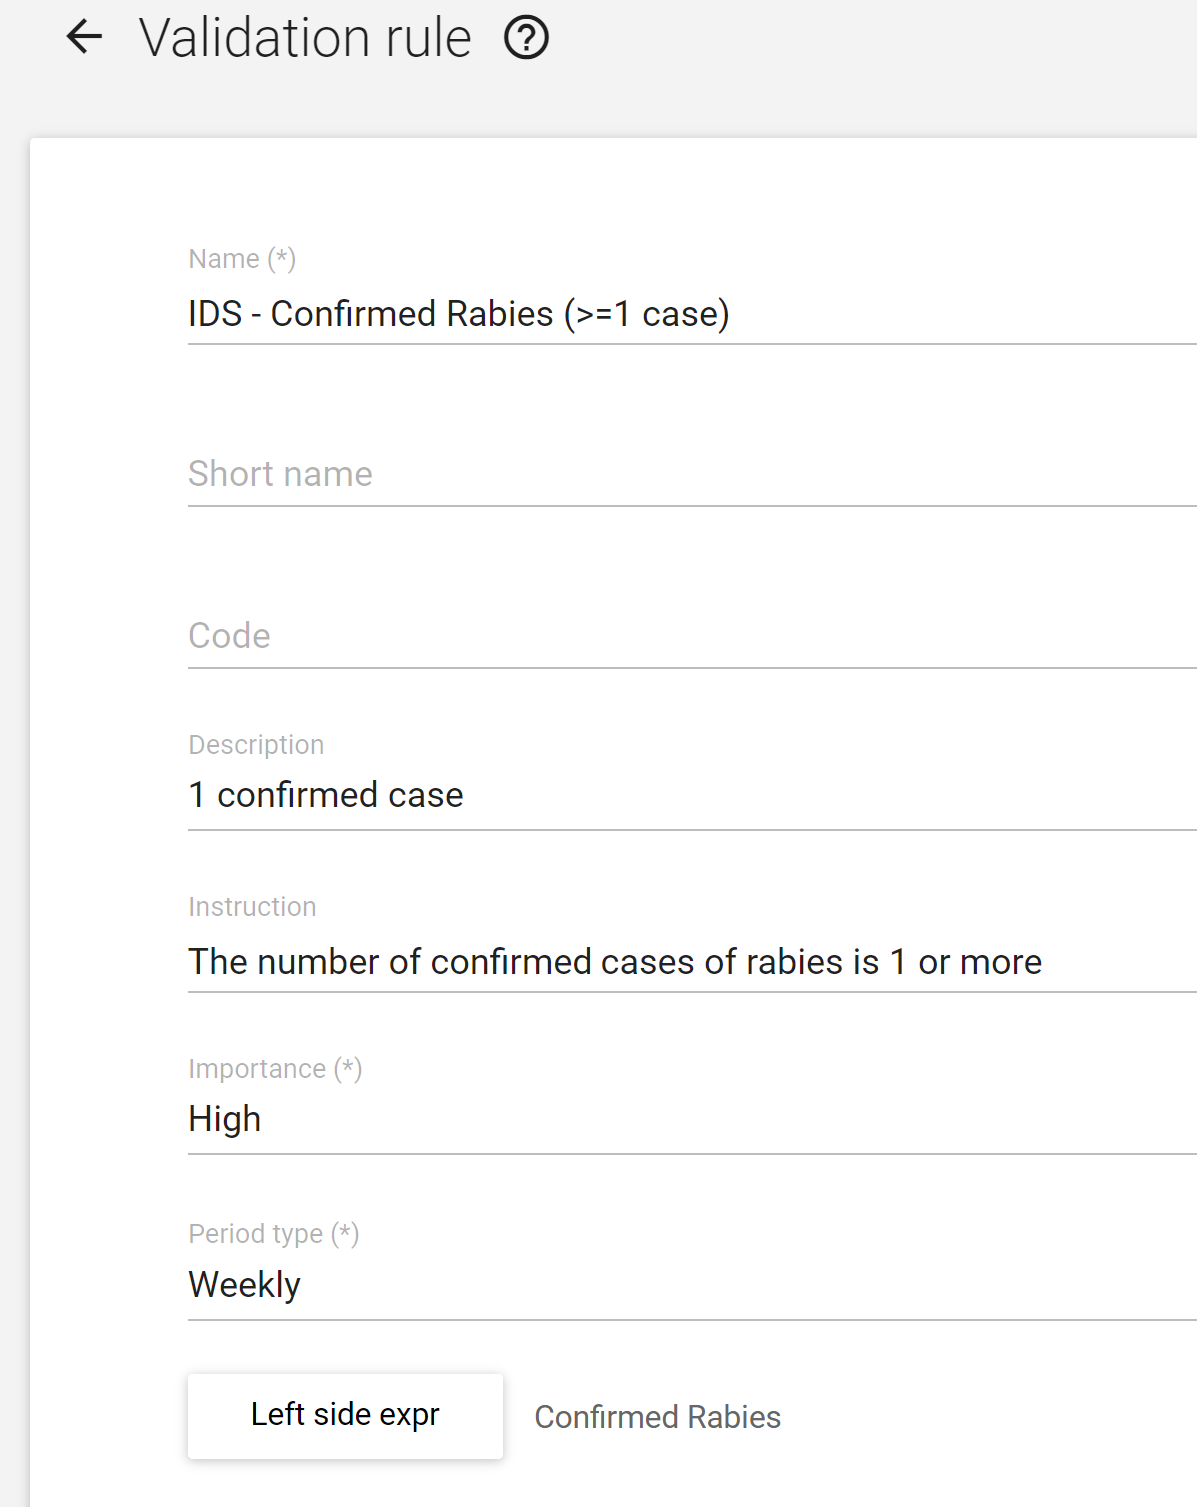 Validation rule
Name (*)
IDS - Confirmed Rabies (>=1 case)
Short name
Code
Description
1 confirmed case
Instruction
The number of confirmed cases of rabies is 1 or more
Importance (*)
High
Period type (*)
Weekly
Left side expr Confirmed Rabies